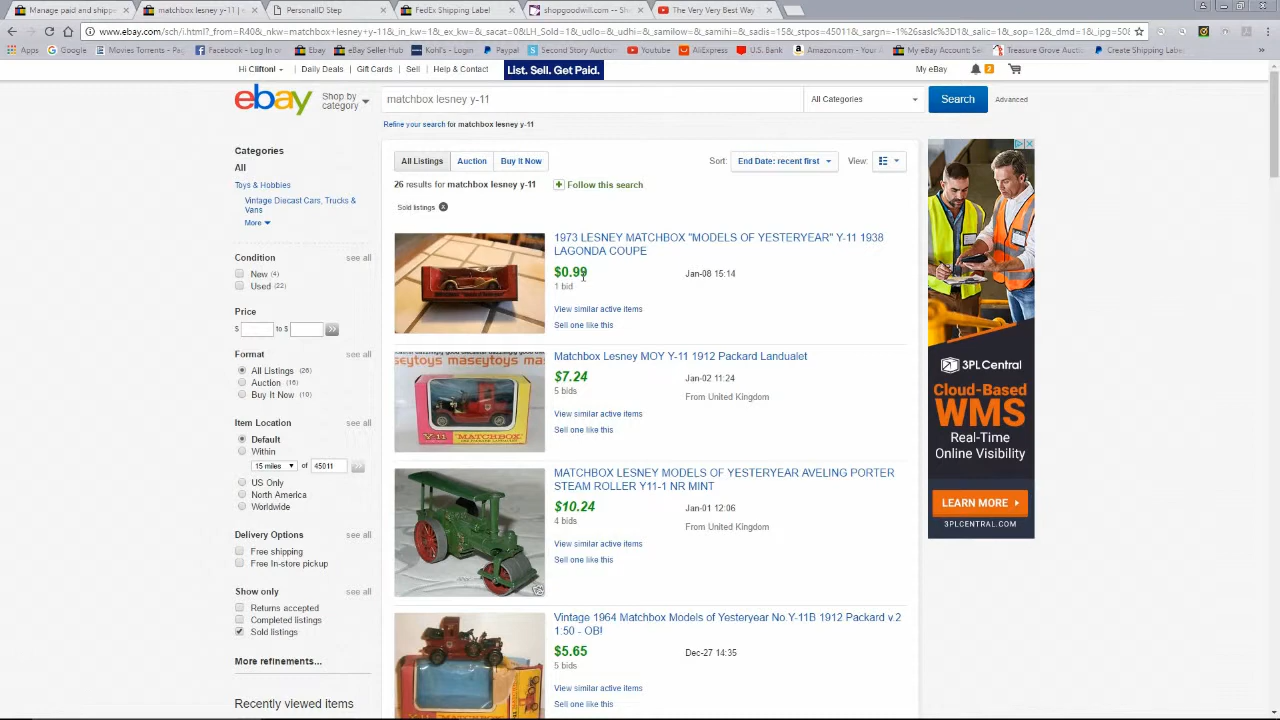 Manage paid and shippe
matchbox lesney y-11 |
PersonalID Step
FedEx Shipping Label
shopgoodwill.com -- Sho
The Very Very Best You
www.ebay.com/sch/i.html?_from=R40&_nkw=matchbox+lesney+y-11&_in_kw=1&_ex_kw=&_sacat=0&LH_Sold=1&_udlo=&_udhi=&_samilow=&_samihi=&_sadis=15&_stpos=45011&_sargn=-1%26saslc%3D1&_salic=1&_sop=12&_dmd=1&_ipg=50
Apps
Google
Movies Torrents - Pa
Facebook - Log In o
Ebay
eBay Seller Hub
Kohl's - Official
Paypal
Second Story Auctio
Youtube
AuctionFlex
U.S. Bank
Amazon.com - Your A
My eBay Account Se
Treasure Grove Aucti
Create Shipping Labe
Hi Clifton!
Daily Deals
Gift Cards
Sell
Help & Contact
List. Sell. Get Paid.
My eBay
2
ebay
Shop by
category
matchbox lesney y-11
All Categories
Search
Advanced
Refine your search for matchbox lesney y-11
Categories
All
Toys & Hobbies
Vintage Diecast Cars, Trucks &
Vans
More
Condition see all
New (4)
Used (22)
Price
$ to $
Format see all
All Listings (26)
Auction (16)
Buy It Now (10)
Item Location see all
Default
Within
15 miles of 45011
US Only
North America
Worldwide
Delivery Options see all
Free shipping
Free In-store pickup
Show only see all
Returns accepted
Completed listings
Sold listings
More refinements...
Recently viewed items
All Listings
Auction
Buy It Now
Sort: End Date: recent first
View:
26 results for matchbox lesney y-11
Follow this search
Sold listings
1973 LESNEY MATCHBOX "MODELS OF YESTERYEAR" Y-11 1938
LAGONDA COUPE
$0.99
Jan-08 15:14
1 bid
View similar active items
Sell one like this
maseytoys
Y-11
MATCHBOX
Matchbox Lesney MOY Y-11 1912 Packard Landualet
$7.24
Jan-02 11:24
5 bids
From United Kingdom
View similar active items
Sell one like this
MATCHBOX LESNEY MODELS OF YESTERYEAR AVELING PORTER
STEAM ROLLER Y11-1 NR MINT
$10.24
Jan-01 12:06
4 bids
From United Kingdom
View similar active items
Sell one like this
Vintage 1964 Matchbox Models of Yesteryear No.Y-11B 1912 Packard v.2
1:50 - OB!
$5.65
Dec-27 14:35
5 bids
View similar active items
Sell one like this
3PL Central
Cloud-Based
WMS
Real-Time
Online Visibility
LEARN MORE
3PLCENTRAL.COM